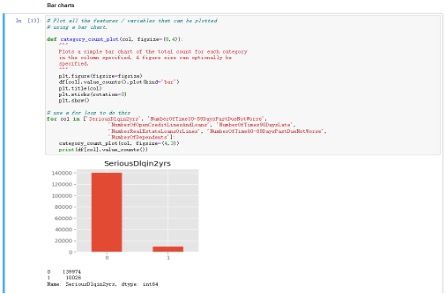 Bar charts
In [7]:
# Plot all the features / variables that can be plotted
# using a bar chart.
def category_count_plot(col, figsize=(8,4)):
"""
Plots a simple bar chart of the total count for each category
in the column specified. A figure size can optionally be
specified.
"""
plt.figure(figsize=figsize)
df[col].value_counts().plot(kind="bar")
plt.title(col)
plt.xticks(rotation=0)
plt.show()
# use a for loop to do this
for col in ['SeriousDlqin2yrs', 'NumberOfTime30-59DaysPastDueNotWorse',
'NumberOfOpenCreditLinesAndLoans', 'NumberOfTimes90DaysLate',
'NumberRealEstateLoansOrLines', 'NumberOfTime60-89DaysPastDueNotWorse',
'NumberOfDependents']:
category_count_plot(col, figsize=(4,3))
print(df[col].value_counts())
SeriousDlqin2yrs
140000
120000
100000
80000
60000
40000
20000
0
0 1
0 139974
1 10026
Name: SeriousDlqin2yrs, dtype: int64